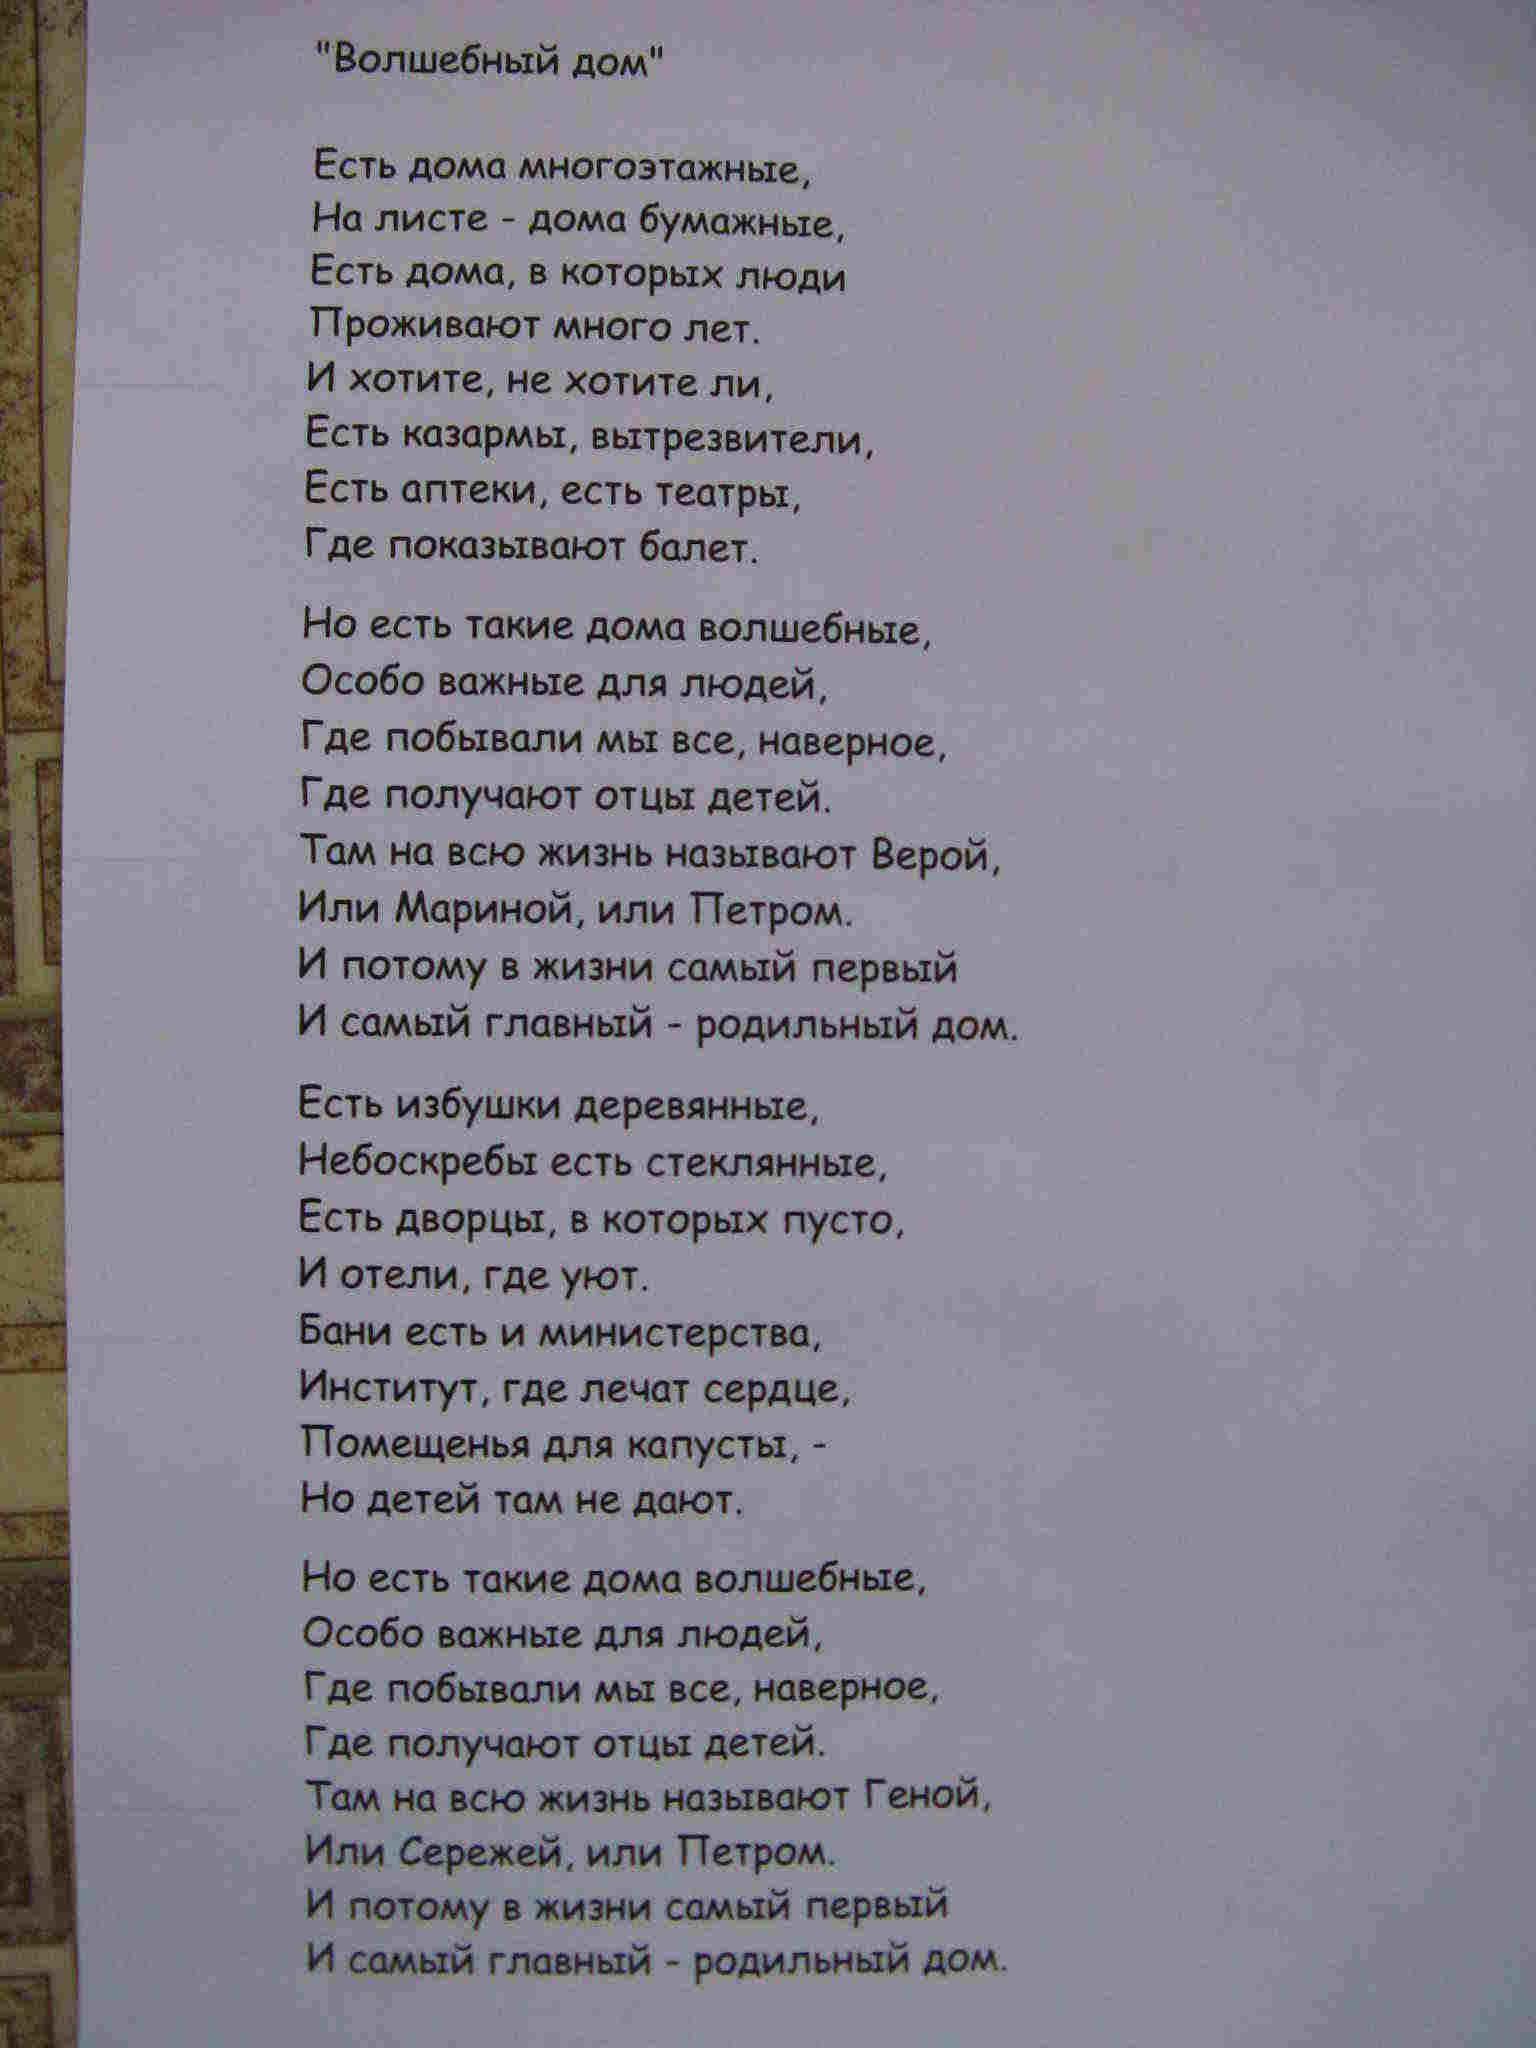 "Волшебный дом"
Есть дома многоэтажные,
На листе - дома бумажные,
Есть дома, в которых люди
Проживают много лет.
И хотите, не хотите ли,
Есть казармы, вытрезвители,
Есть аптеки, есть театры,
Где показывают балет.
Но есть такие дома волшебные,
Особо важные для людей,
Где побывали мы все, наверное,
Где получают отцы детей.
Там на всю жизнь называют Верой,
Или Мариной, или Петром.
И потому в жизни самый первый
И самый главный - родильный дом.
Есть избушки деревянные,
Небоскребы есть стеклянные,
Есть дворцы, в которых пусто,
И отели, где уют.
Бани есть и министерства,
Институт, где лечат сердце,
Помещенья для капусты, -
Но детей там не дают.
Но есть такие дома волшебные,
Особо важные для людей,
Где побывали мы все, наверное,
Где получают отцы детей.
Там на всю жизнь называют Геной,
Или Сережей, или Петром.
И потому в жизни самый первый
И самый главный - родильный дом.